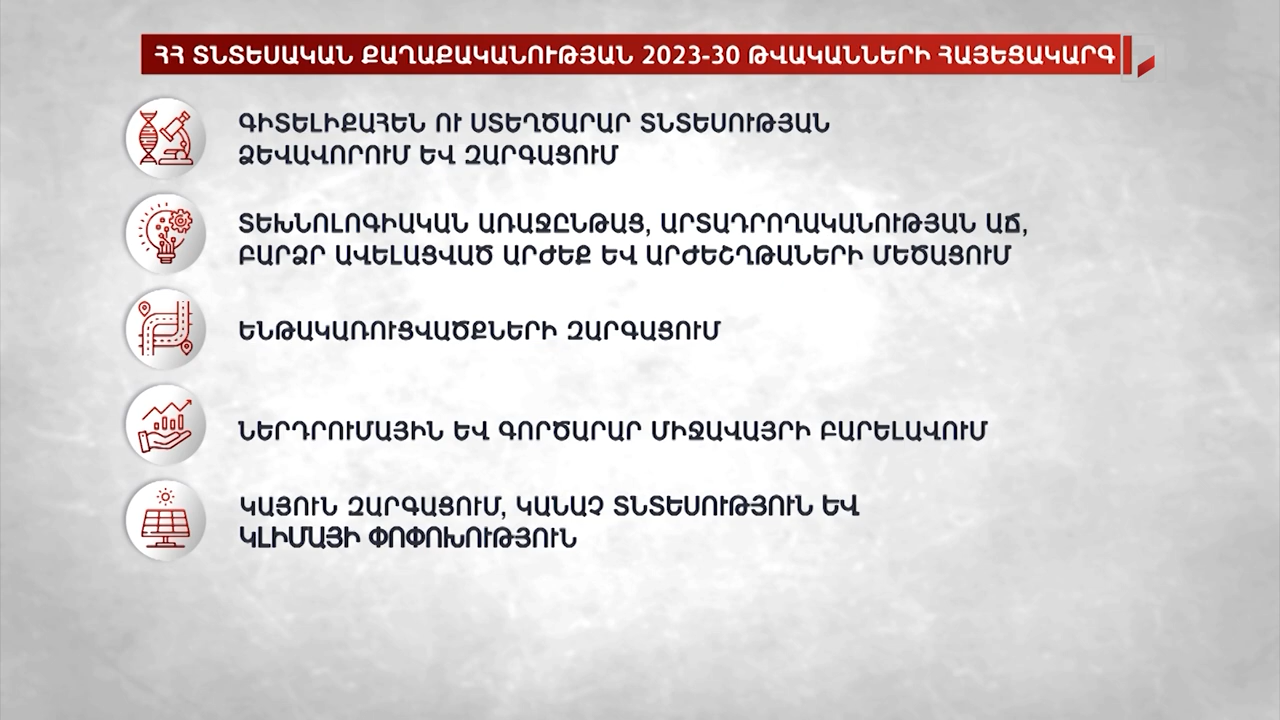 ՀՀ ՏՆՏԵՍԱԿԱՆ ՔԱՂԱՔԱԿԱՆՈՒԹՅԱՆ 2023-30 ԹՎԱԿԱՆՆԵՐԻ ՀԱՅԵՑԱԿԱՐԳ
ԳԻՏԵԼԻՔԱՀԵՆ ՈՒ ՍՏԵՂԾԱՐԱՐ ՏՆՏԵՍՈՒԹՅԱՆ
ՁԵՎԱՎՈՐՈՒՄ ԵՎ ԶԱՐԳԱՑՈՒՄ
ՏԵԽՆՈԼՈԳԻԱԿԱՆ ԱՌԱՋԸՆԹԱՑ, ԱՐՏԱԴՐՈՂԱԿԱՆՈՒԹՅԱՆ ԱՃ,
ԲԱՐՁՐ ԱՎԵԼԱՑՎԱԾ ԱՐԺԵՔ ԵՎ ԱՐԺԵՇՂԹԱՆԵՐԻ ՄԵԾԱՑՈՒՄ
ԵՆԹԱԿԱՌՈՒՑՎԱԾՔՆԵՐԻ ԶԱՐԳԱՑՈՒՄ
ՆԵՐԴՐՈՒՄԱՅԻՆ ԵՎ ԳՈՐԾԱՐԱՐ ՄԻՋԱՎԱՅՐԻ ԲԱՐԵԼԱՎՈՒՄ
ԿԱՅՈՒՆ ԶԱՐԳԱՑՈՒՄ, ԿԱՆԱՉ ՏՆՏԵՍՈՒԹՅՈՒՆ ԵՎ
ԿԼԻՄԱՅԻ ՓՈՓՈԽՈՒԹՅՈՒՆ